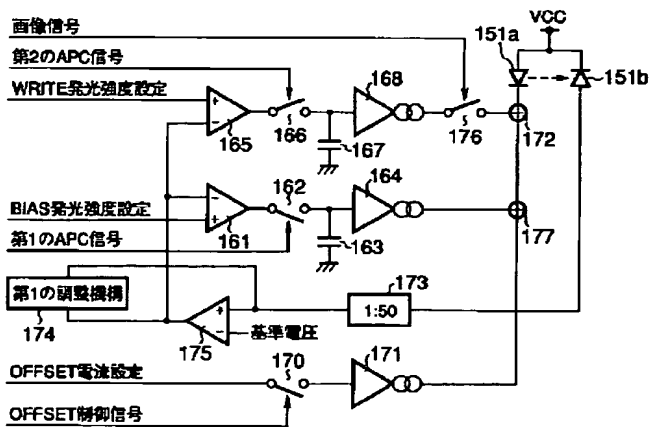 画像信号
第2のAPC信号
WRITE発光強度設定
VCC
151a
151b
168
165
166
167
176
172
BIAS発光強度設定
第1のAPC信号
162
161
163
164
177
第1の調整機構
174
175
基準電圧
173
1:50
OFFSET電流設定
170
171
OFFSET制御信号